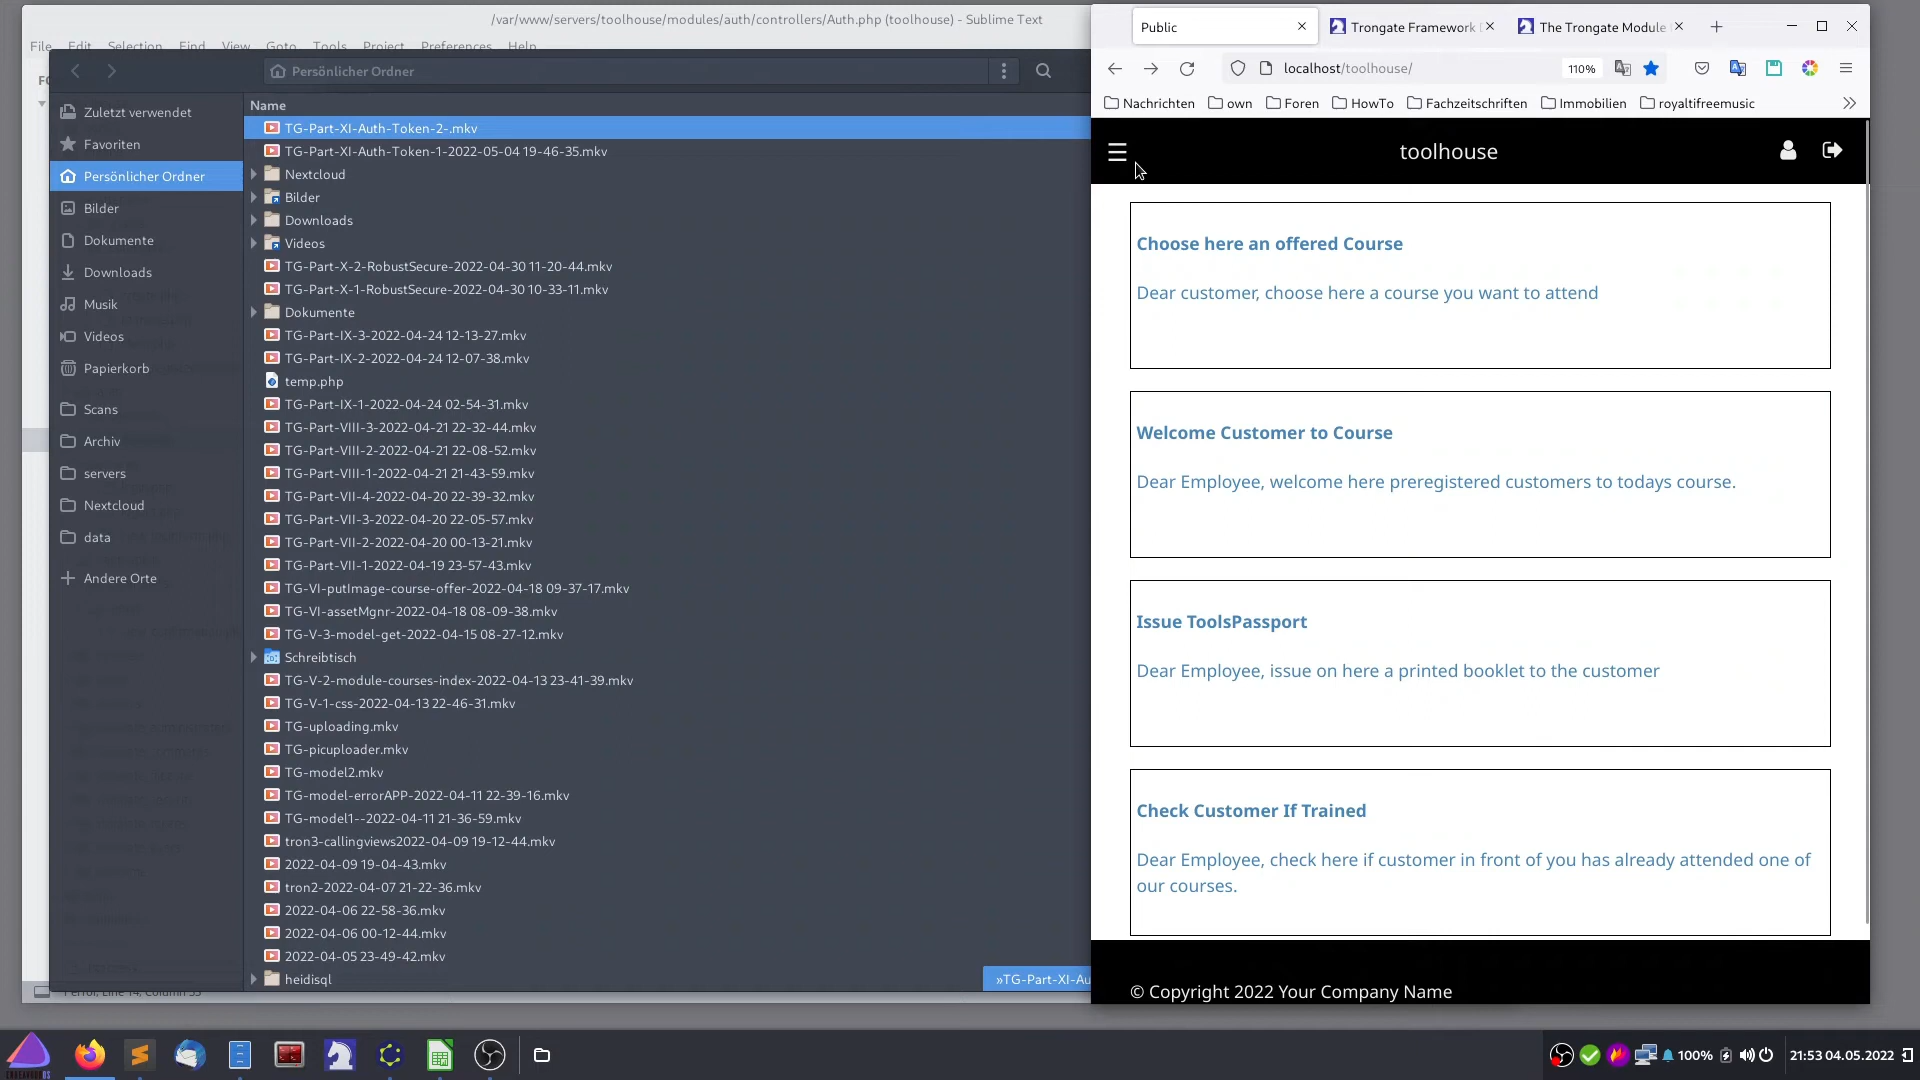 /var/www/servers/toolhouse/modules/auth/controllers/Auth.php (toolhouse) - Sublime Text
File Edit Selection Find View Goto Tools Project Preferences Help
Persönlicher Ordner
Zuletzt verwendet
Favoriten
Persönlicher Ordner
Bilder
Dokumente
Downloads
Musik
Videos
Papierkorb
Scans
Archiv
servers
Nextcloud
data
Andere Orte
Name
TG-Part-XI-Auth-Token-2-.mkv
TG-Part-XI-Auth-Token-1-2022-05-04 19-46-35.mkv
Nextcloud
Bilder
Downloads
Videos
TG-Part-X-2-RobustSecure-2022-04-30 11-20-44.mkv
TG-Part-X-1-RobustSecure-2022-04-30 10-33-11.mkv
Dokumente
TG-Part-IX-3-2022-04-24 12-13-27.mkv
TG-Part-IX-2-2022-04-24 12-07-38.mkv
temp.php
TG-Part-IX-1-2022-04-24 02-54-31.mkv
TG-Part-VIII-3-2022-04-21 22-32-44.mkv
TG-Part-VIII-2-2022-04-21 22-08-52.mkv
TG-Part-VIII-1-2022-04-21 21-43-59.mkv
TG-Part-VII-4-2022-04-20 22-39-32.mkv
TG-Part-VII-3-2022-04-20 22-05-57.mkv
TG-Part-VII-2-2022-04-20 00-13-21.mkv
TG-Part-VII-1-2022-04-19 23-57-43.mkv
TG-VI-putImage-course-offer-2022-04-18 09-37-17.mkv
TG-VI-assetMgnr-2022-04-18 08-09-38.mkv
TG-V-3-model-get-2022-04-15 08-27-12.mkv
Schreibtisch
TG-V-2-module-courses-index-2022-04-13 23-41-39.mkv
TG-V-1-css-2022-04-13 22-46-31.mkv
TG-uploading.mkv
TG-picuploader.mkv
TG-model2.mkv
TG-model-errorAPP-2022-04-11 22-39-16.mkv
TG-model1--2022-04-11 21-36-59.mkv
tron3-callingviews2022-04-09 19-12-44.mkv
2022-04-09 19-04-43.mkv
tron2-2022-04-07 21-22-36.mkv
2022-04-06 22-58-36.mkv
2022-04-06 00-12-44.mkv
2022-04-05 23-49-42.mkv
heidisql
»TG-Part-XI-Au
Public
Trongate Framework
The Trongate Module
localhost/toolhouse/
110%
Nachrichten own Foren HowTo Fachzeitschriften Immobilien royaltifreemusic
toolhouse
Choose here an offered Course
Dear customer, choose here a course you want to attend
Welcome Customer to Course
Dear Employee, welcome here preregistered customers to todays course.
Issue ToolsPassport
Dear Employee, issue on here a printed booklet to the customer
Check Customer If Trained
Dear Employee, check here if customer in front of you has already attended one of
our courses.
© Copyright 2022 Your Company Name
100%
21:53 04.05.2022